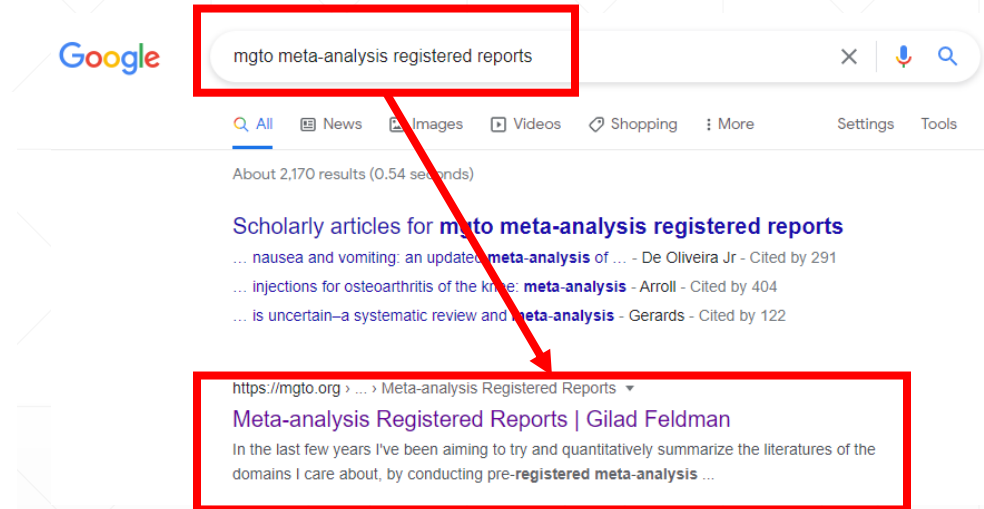 Google
mgto meta-analysis registered reports
All News Images Videos Shopping More Settings Tools
About 2,170 results (0.54 seconds)
Scholarly articles for mgto meta-analysis registered reports
... nausea and vomiting: an updated meta-analysis of ... - De Oliveira Jr - Cited by 291
... injections for osteoarthritis of the knee: meta-analysis - Arroll - Cited by 404
... is uncertain–a systematic review and meta-analysis - Gerards - Cited by 122
https://mgto.org › ... › Meta-analysis Registered Reports
Meta-analysis Registered Reports | Gilad Feldman
In the last few years I've been aiming to try and quantitatively summarize the literatures of the
domains I care about, by conducting pre-registered meta-analysis ...